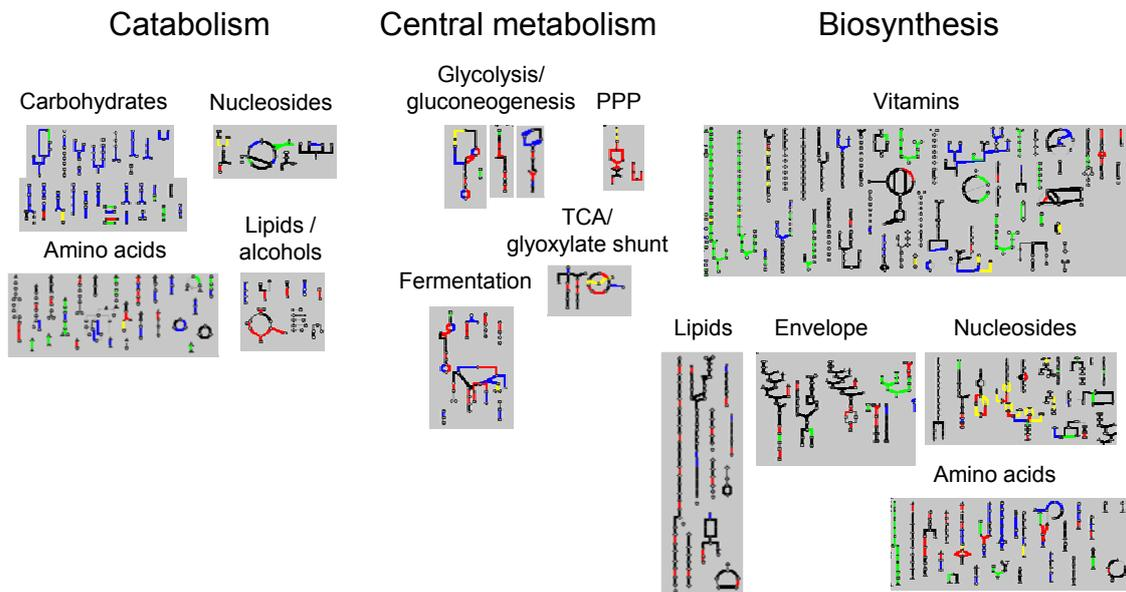 Catabolism
Central metabolism
Biosynthesis
Carbohydrates
Nucleosides
Amino acids
Lipids /
alcohols
Glycolysis/
gluconeogenesis
PPP
TCA/
glyoxylate shunt
Fermentation
Vitamins
Lipids
Envelope
Nucleosides
Amino acids